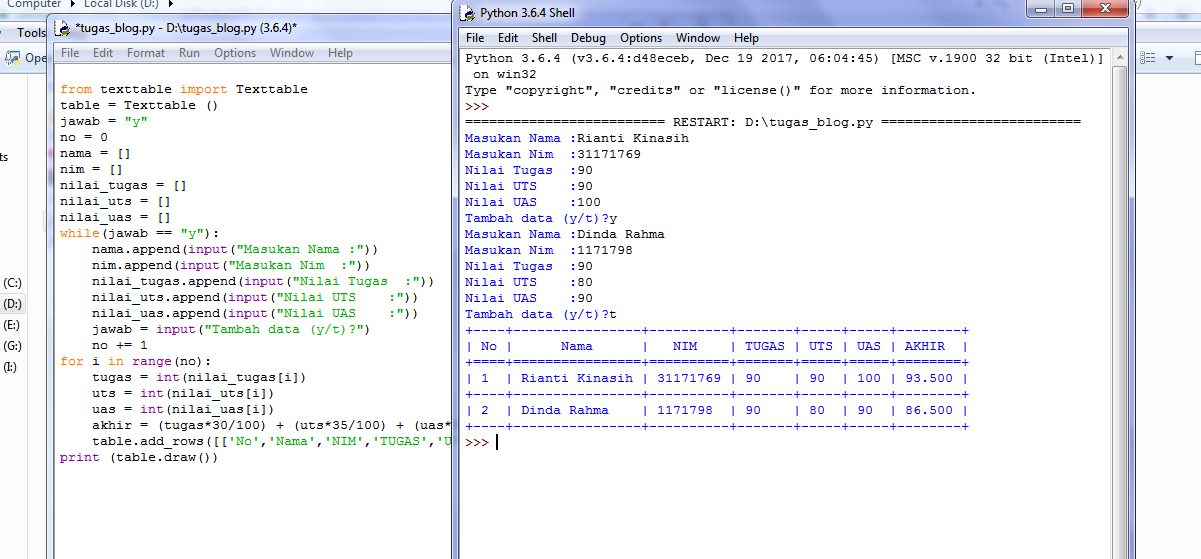 Computer ▸ Local Disk (D:) ▸
Tools
Ope
ts
(C:)
(D:)
(E:)
(G:)
(I:)
*tugas_blog.py - D:\tugas_blog.py (3.6.4)*
File Edit Format Run Options Window Help
from texttable import Texttable
table = Texttable ()
jawab = "y"
no = 0
nama = []
nim = []
nilai_tugas = []
nilai_uts = []
nilai_uas = []
while(jawab == "y"):
    nama.append(input("Masukan Nama :"))
    nim.append(input("Masukan Nim  :"))
    nilai_tugas.append(input("Nilai Tugas  :"))
    nilai_uts.append(input("Nilai UTS    :"))
    nilai_uas.append(input("Nilai UAS    :"))
    jawab = input("Tambah data (y/t)?")
    no += 1
for i in range(no):
    tugas = int(nilai_tugas[i])
    uts = int(nilai_uts[i])
    uas = int(nilai_uas[i])
    akhir = (tugas*30/100) + (uts*35/100) + (uas*
    table.add_rows([['No','Nama','NIM','TUGAS','U
print (table.draw())
Python 3.6.4 Shell
File Edit Shell Debug Options Window Help
Python 3.6.4 (v3.6.4:d48eceb, Dec 19 2017, 06:04:45) [MSC v.1900 32 bit (Intel)]
 on win32
Type "copyright", "credits" or "license()" for more information.
>>>
========================= RESTART: D:\tugas_blog.py =========================
Masukan Nama :Rianti Kinasih
Masukan Nim  :31171769
Nilai Tugas  :90
Nilai UTS    :90
Nilai UAS    :100
Tambah data (y/t)?y
Masukan Nama :Dinda Rahma
Masukan Nim  :1171798
Nilai Tugas  :90
Nilai UTS    :80
Nilai UAS    :90
Tambah data (y/t)?t
+----+----------------+----------+-------+-----+-----+--------+
| No |      Nama      |   NIM    | TUGAS | UTS | UAS | AKHIR  |
+====+================+==========+=======+=====+=====+========+
| 1  | Rianti Kinasih | 31171769 | 90    | 90  | 100 | 93.500 |
+----+----------------+----------+-------+-----+-----+--------+
| 2  | Dinda Rahma    | 1171798  | 90    | 80  | 90  | 86.500 |
+----+----------------+----------+-------+-----+-----+--------+
>>>